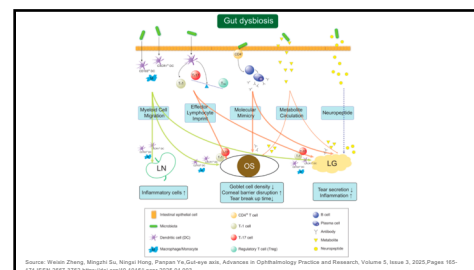 Gut dysbiosis
Myeloid Cell
Migration
Effector
Lymphocyte
Imprint
Molecular
Mimicry
Metabolite
Circulation
Neuropeptide
LN
OS
LG
Inflammatory cells ↑
Goblet cell density ↓
Corneal barrier disruption ↑
Tear break up time↓
Tear secretion ↓
Inflammation ↑
Intestinal epithelial cell
Microbiota
Dendritic cell (DC)
Macrophage/Monocyte
CD4⁺ T cell
T-1 cell
T-17 cell
Regulatory T cell (Treg)
B cell
Plasma cell
Antibody
Metabolite
Neuropeptide
Source: Weixin Zheng, Mingzhi Su, Ningxi Hong, Panpan Ye,Gut-eye axis, Advances in Ophthalmology Practice and Research, Volume 5, Issue 3, 2025,Pages 165-